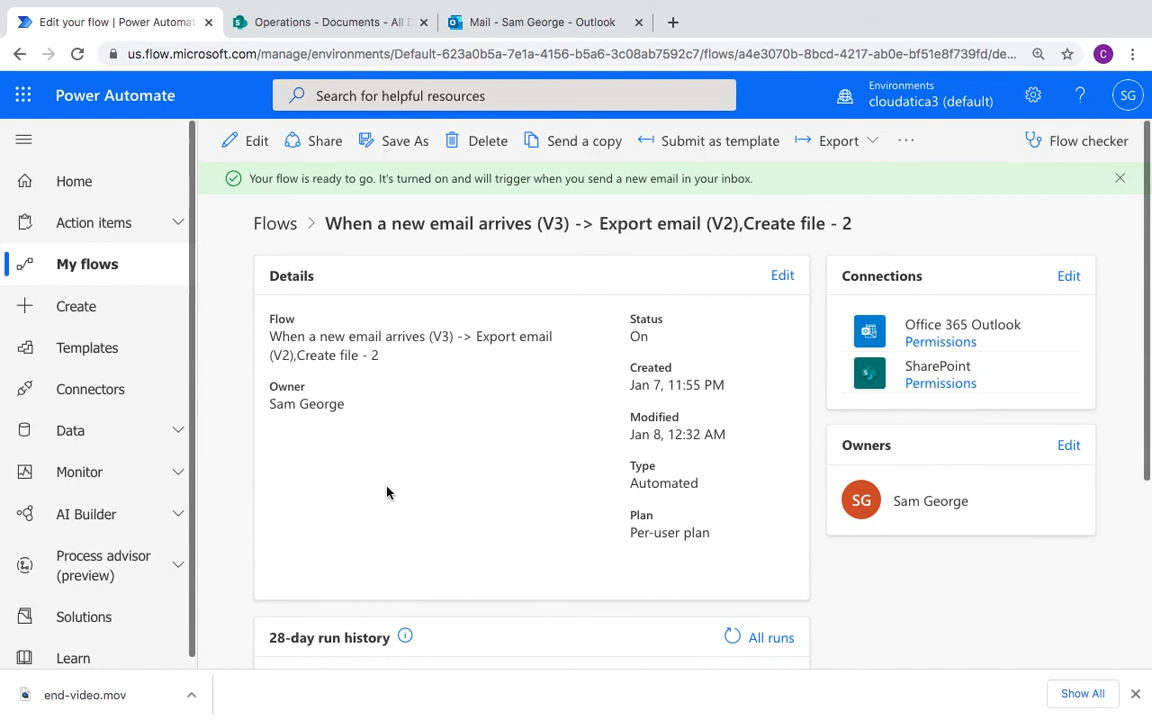 Edit your flow | Power Automat
Operations - Documents - All D
Mail - Sam George - Outlook
us.flow.microsoft.com/manage/environments/Default-623a0b5a-7e1a-4156-b5a6-3c08ab7592c7/flows/a4e3070b-8bcd-4217-ab0e-bf51e8f739fd/de...
C
Power Automate
Search for helpful resources
Environments
cloudatica3 (default)
SG
Edit
Share
Save As
Delete
Send a copy
Submit as template
Export
Flow checker
Your flow is ready to go. It's turned on and will trigger when you send a new email in your inbox.
Home
Action items
My flows
Create
Templates
Connectors
Data
Monitor
AI Builder
Process advisor
(preview)
Solutions
Learn
Flows > When a new email arrives (V3) -> Export email (V2),Create file - 2
Details
Edit
Flow
When a new email arrives (V3) -> Export email
(V2),Create file - 2
Owner
Sam George
Status
On
Created
Jan 7, 11:55 PM
Modified
Jan 8, 12:32 AM
Type
Automated
Plan
Per-user plan
Connections
Edit
Office 365 Outlook
Permissions
SharePoint
Permissions
Owners
Edit
SG
Sam George
28-day run history
All runs
end-video.mov
Show All